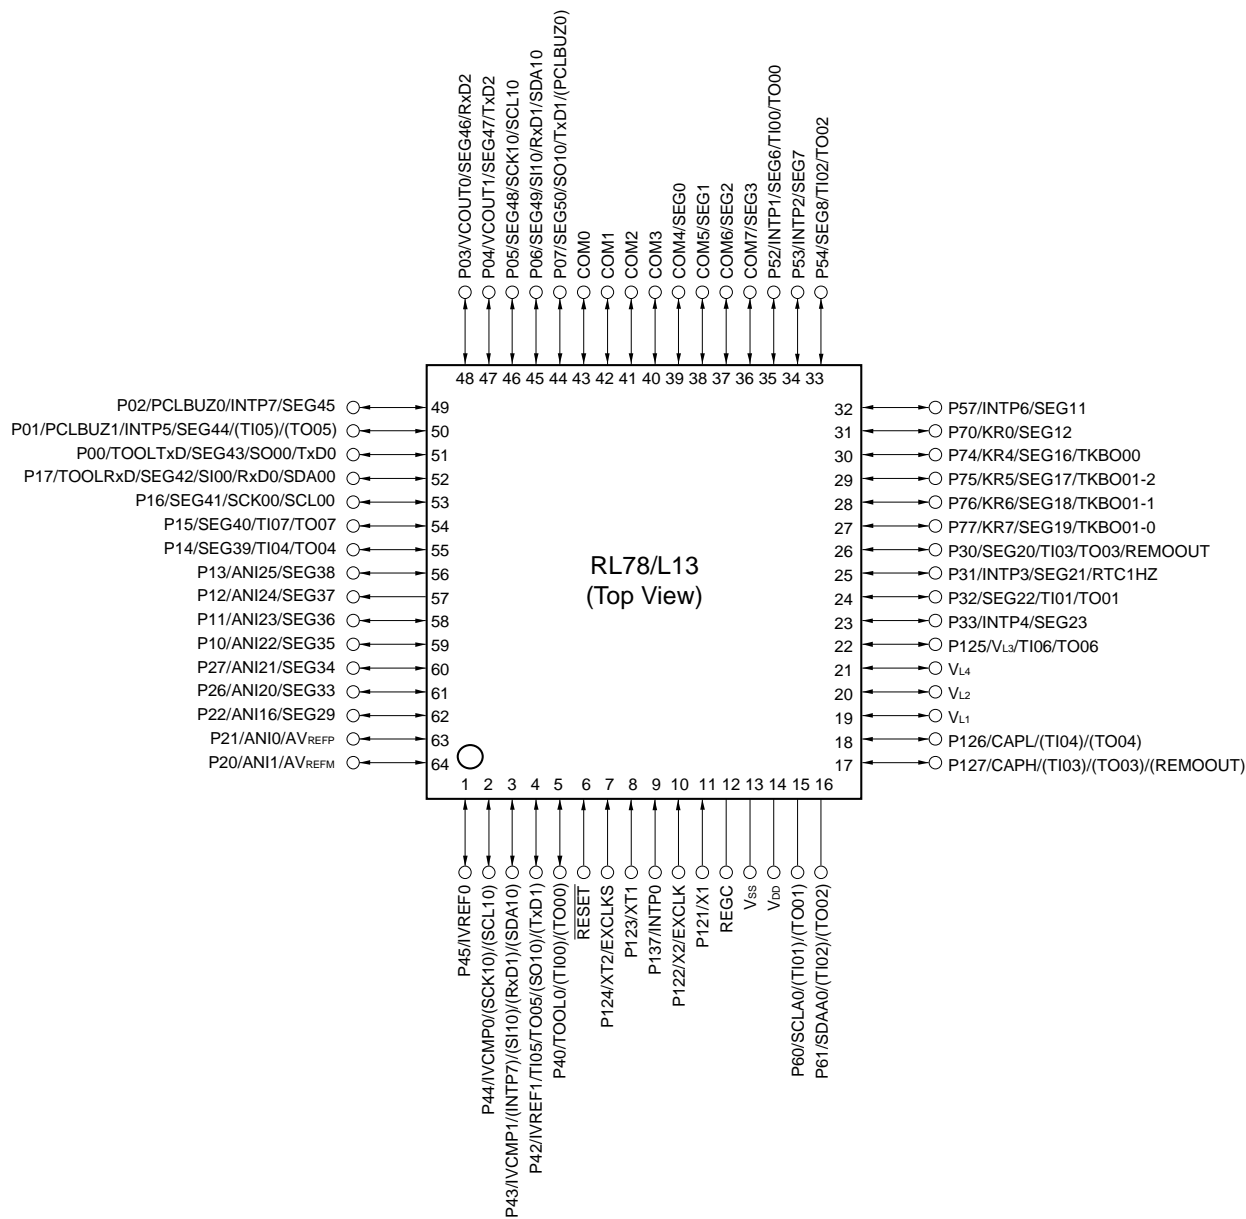 P03/VCOUT0/SEG46/RxD2
P04/VCOUT1/SEG47/TxD2
P05/SEG48/SCK10/SCL10
P06/SEG49/SI10/RxD1/SDA10
P07/SEG50/SO10/TxD1/(PCLBUZ0)
COM0
COM1
COM2
COM3
COM4/SEG0
COM5/SEG1
COM6/SEG2
COM7/SEG3
P52/INTP1/SEG6/TI00/TO00
P53/INTP2/SEG7
P54/SEG8/TI02/TO02
48 47 46 45 44 43 42 41 40 39 38 37 36 35 34 33
P02/PCLBUZ0/INTP7/SEG45 49
P01/PCLBUZ1/INTP5/SEG44/(TI05)/(TO05) 50
P00/TOOLTxD/SEG43/SO00/TxD0 51
P17/TOOLRxD/SEG42/SI00/RxD0/SDA00 52
P16/SEG41/SCK00/SCL00 53
P15/SEG40/TI07/TO07 54
P14/SEG39/TI04/TO04 55
P13/ANI25/SEG38 56
P12/ANI24/SEG37 57
P11/ANI23/SEG36 58
P10/ANI22/SEG35 59
P27/ANI21/SEG34 60
P26/ANI20/SEG33 61
P22/ANI16/SEG29 62
P21/ANI0/AVREFP 63
P20/ANI1/AVREFM 64
RL78/L13
(Top View)
32 P57/INTP6/SEG11
31 P70/KR0/SEG12
30 P74/KR4/SEG16/TKBO00
29 P75/KR5/SEG17/TKBO01-2
28 P76/KR6/SEG18/TKBO01-1
27 P77/KR7/SEG19/TKBO01-0
26 P30/SEG20/TI03/TO03/REMOOUT
25 P31/INTP3/SEG21/RTC1HZ
24 P32/SEG22/TI01/TO01
23 P33/INTP4/SEG23
22 P125/VL3/TI06/TO06
21 VL4
20 VL2
19 VL1
18 P126/CAPL/(TI04)/(TO04)
17 P127/CAPH/(TI03)/(TO03)/(REMOOUT)
1 2 3 4 5 6 7 8 9 10 11 12 13 14 15 16
P45/IVREF0
P44/IVCMP0/(SCK10)/(SCL10)
P43/IVCMP1/(INTP7)/(SI10)/(RxD1)/(SDA10)
P42/IVREF1/TI05/TO05/(SO10)/(TxD1)
P40/TOOL0/(TI00)/(TO00)
RESET
P124/XT2/EXCLKS
P123/XT1
P137/INTP0
P122/X2/EXCLK
P121/X1
REGC
VSS
VDD
P60/SCLA0/(TI01)/(TO01)
P61/SDAA0/(TI02)/(TO02)